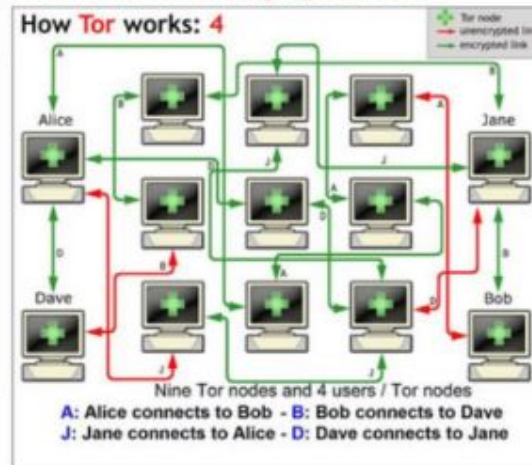 How Tor works: 4
Tor node
unencrypted lin
encrypted link
A
B
B
Alice
A
Jane
J
D
J
A
D
D
B
B
A
Dave
D
Bob
J
J
Nine Tor nodes and 4 users / Tor nodes
A: Alice connects to Bob - B: Bob connects to Dave
J: Jane connects to Alice - D: Dave connects to Jane